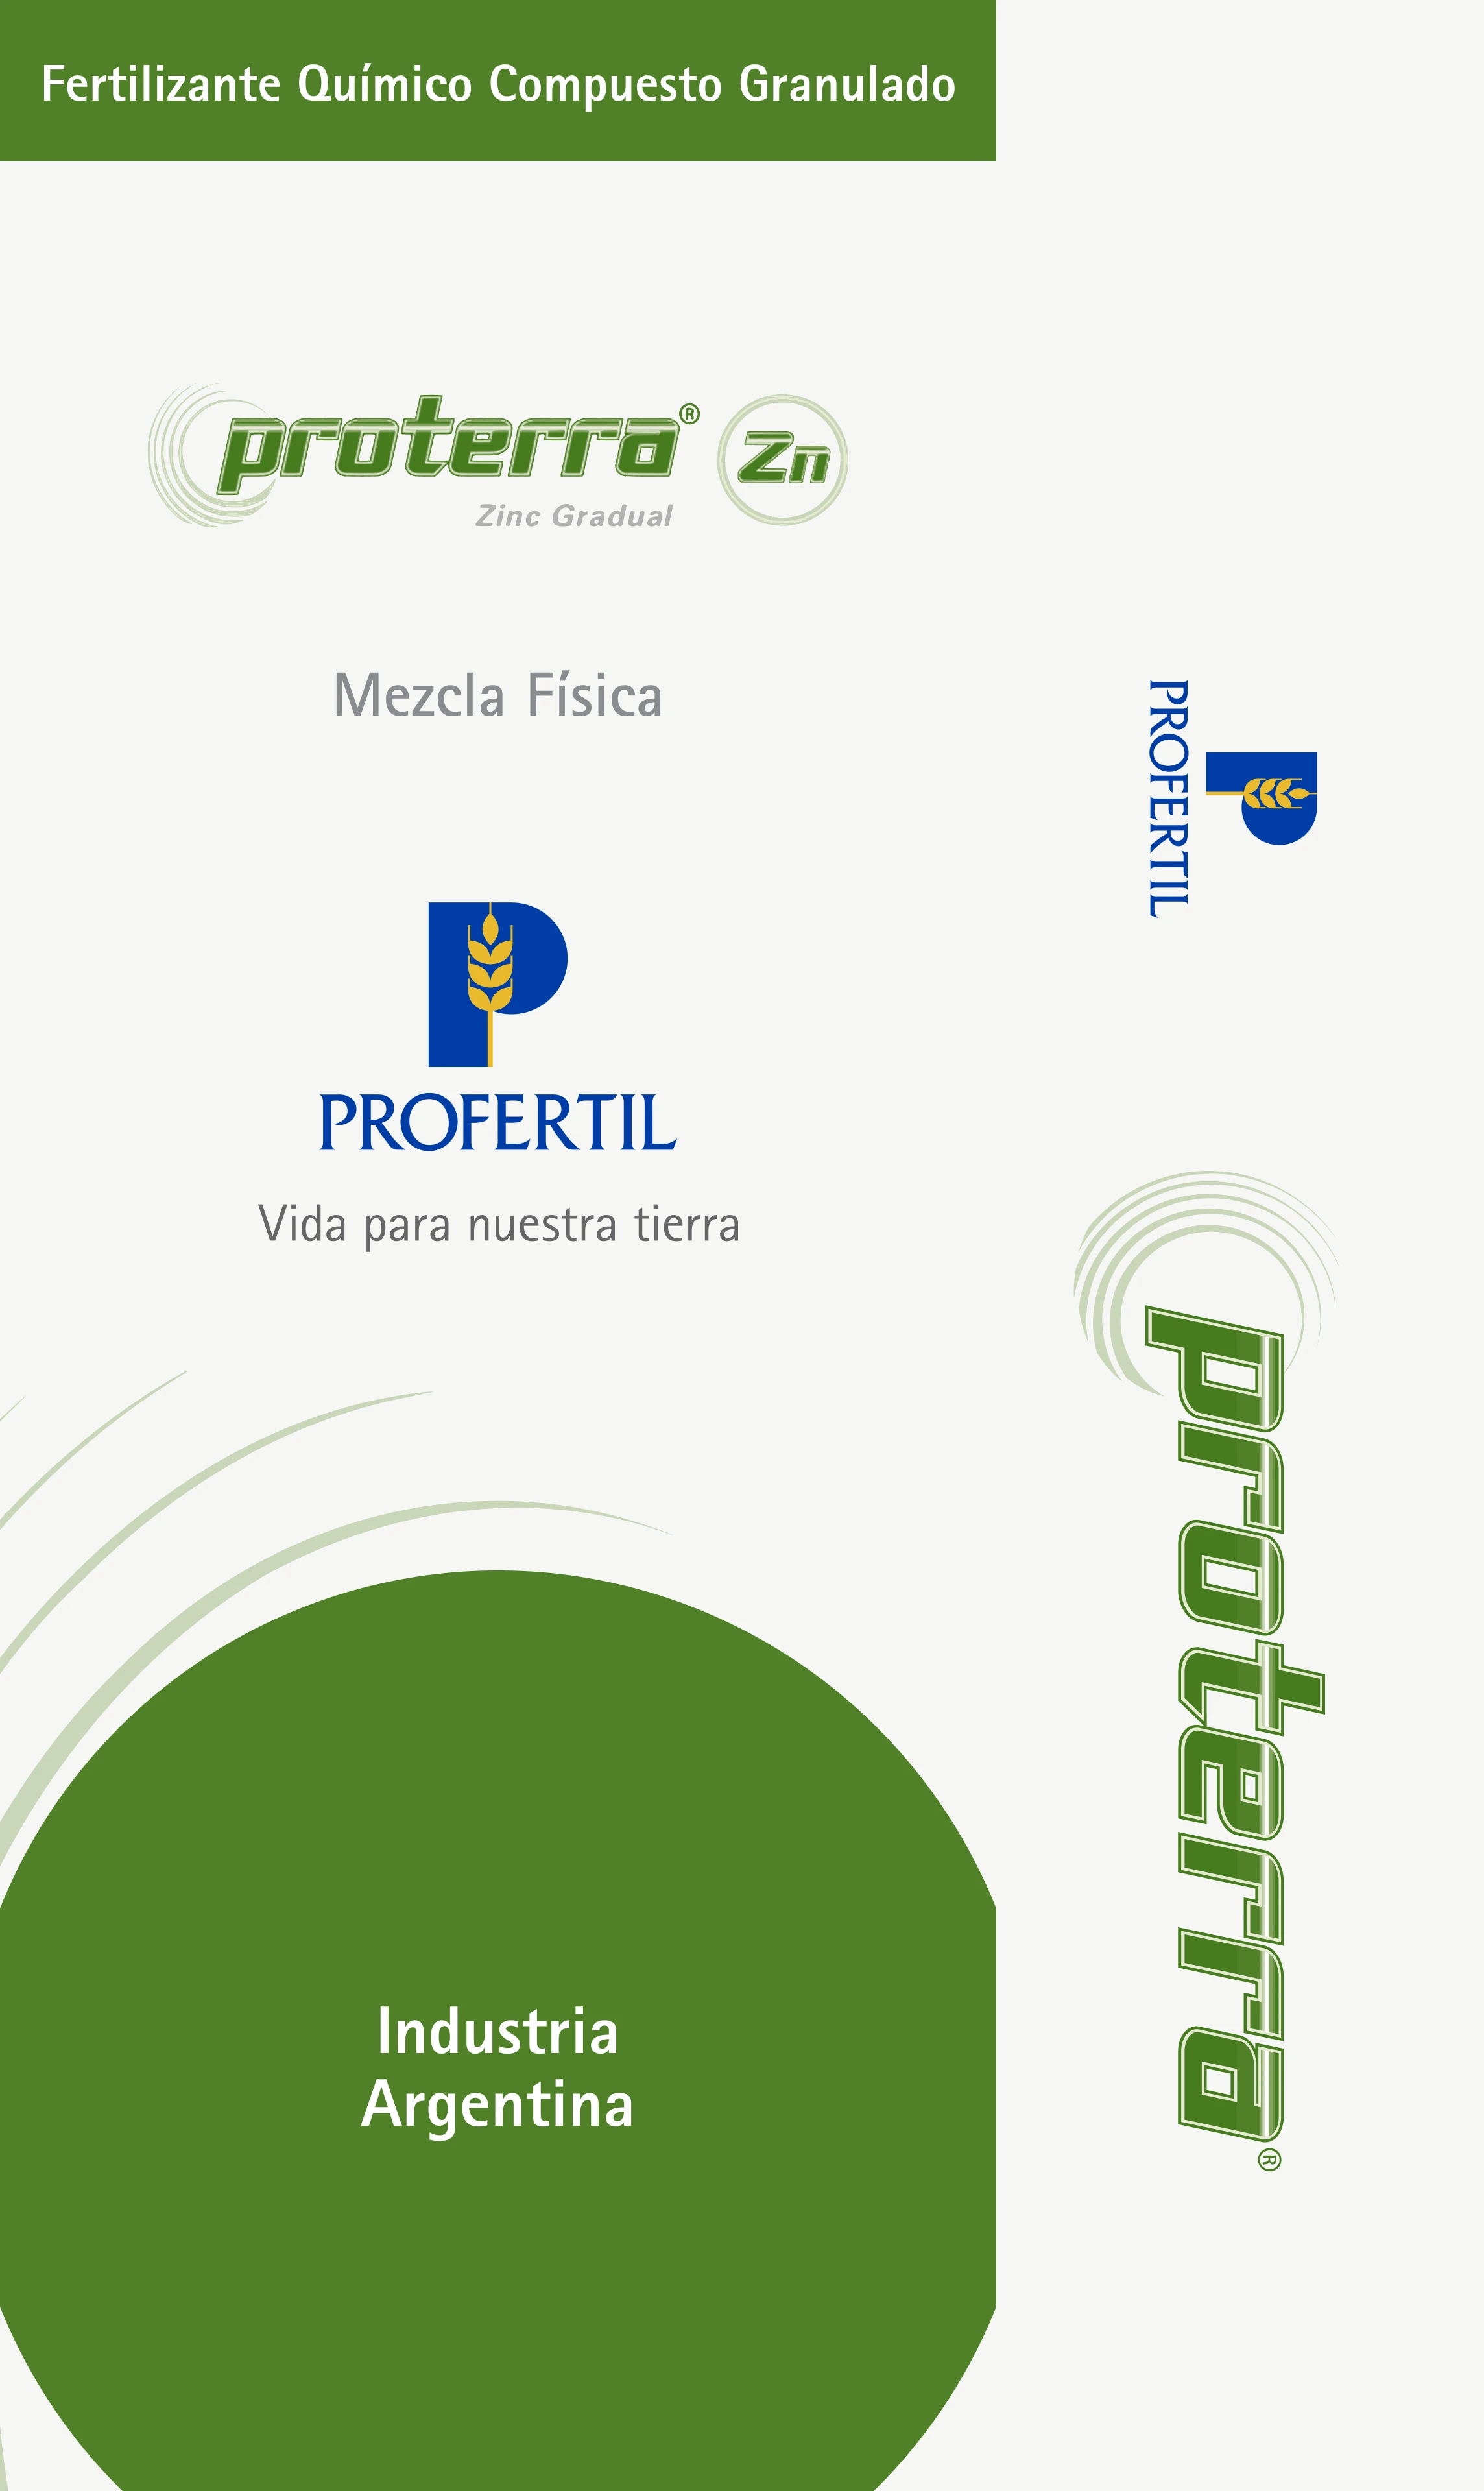 Fertilizante Químico Compuesto Granulado
proterra® Zn
Zinc Gradual
Mezcla Física
PROFERTIL
Vida para nuestra tierra
Industria
Argentina
PROFERTIL
proterra®